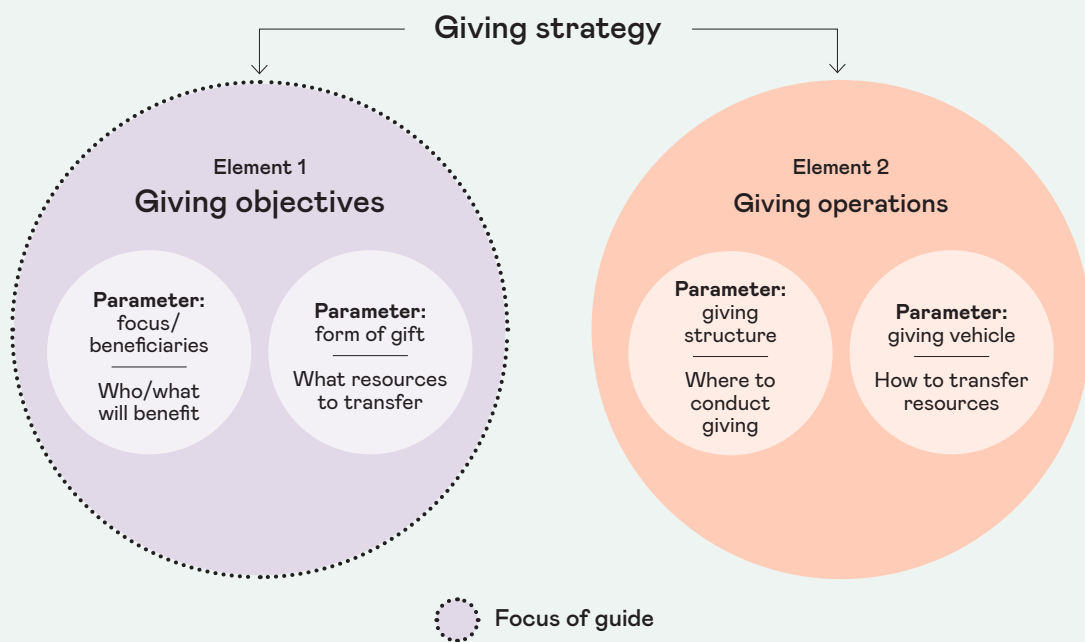 Giving strategy
Element 1
Giving objectives
Parameter:
focus/
beneficiaries
Who/what
will benefit
Parameter:
form of gift
What resources
to transfer
Element 2
Giving operations
Parameter:
giving
structure
Where to
conduct
giving
Parameter:
giving vehicle
How to transfer
resources
Focus of guide